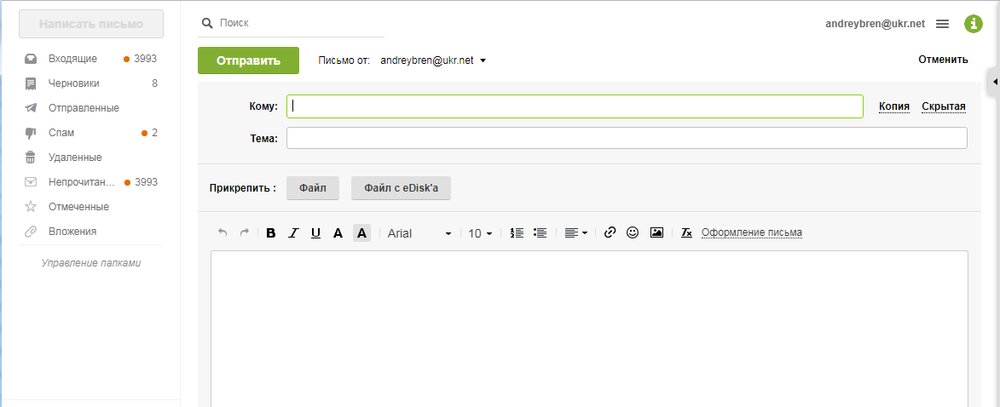 Написать письмо
Входящие 3993
Черновики 8
Отправленные
Спам 2
Удаленные
Непрочитан... 3993
Отмеченные
Вложения
Управление папками
Поиск
andreybren@ukr.net
Отправить Письмо от: andreybren@ukr.net Отменить
Кому: Копия Скрытая
Тема:
Прикрепить : Файл Файл с eDisk'а
B I U A A Arial 10 Tx Оформление письма